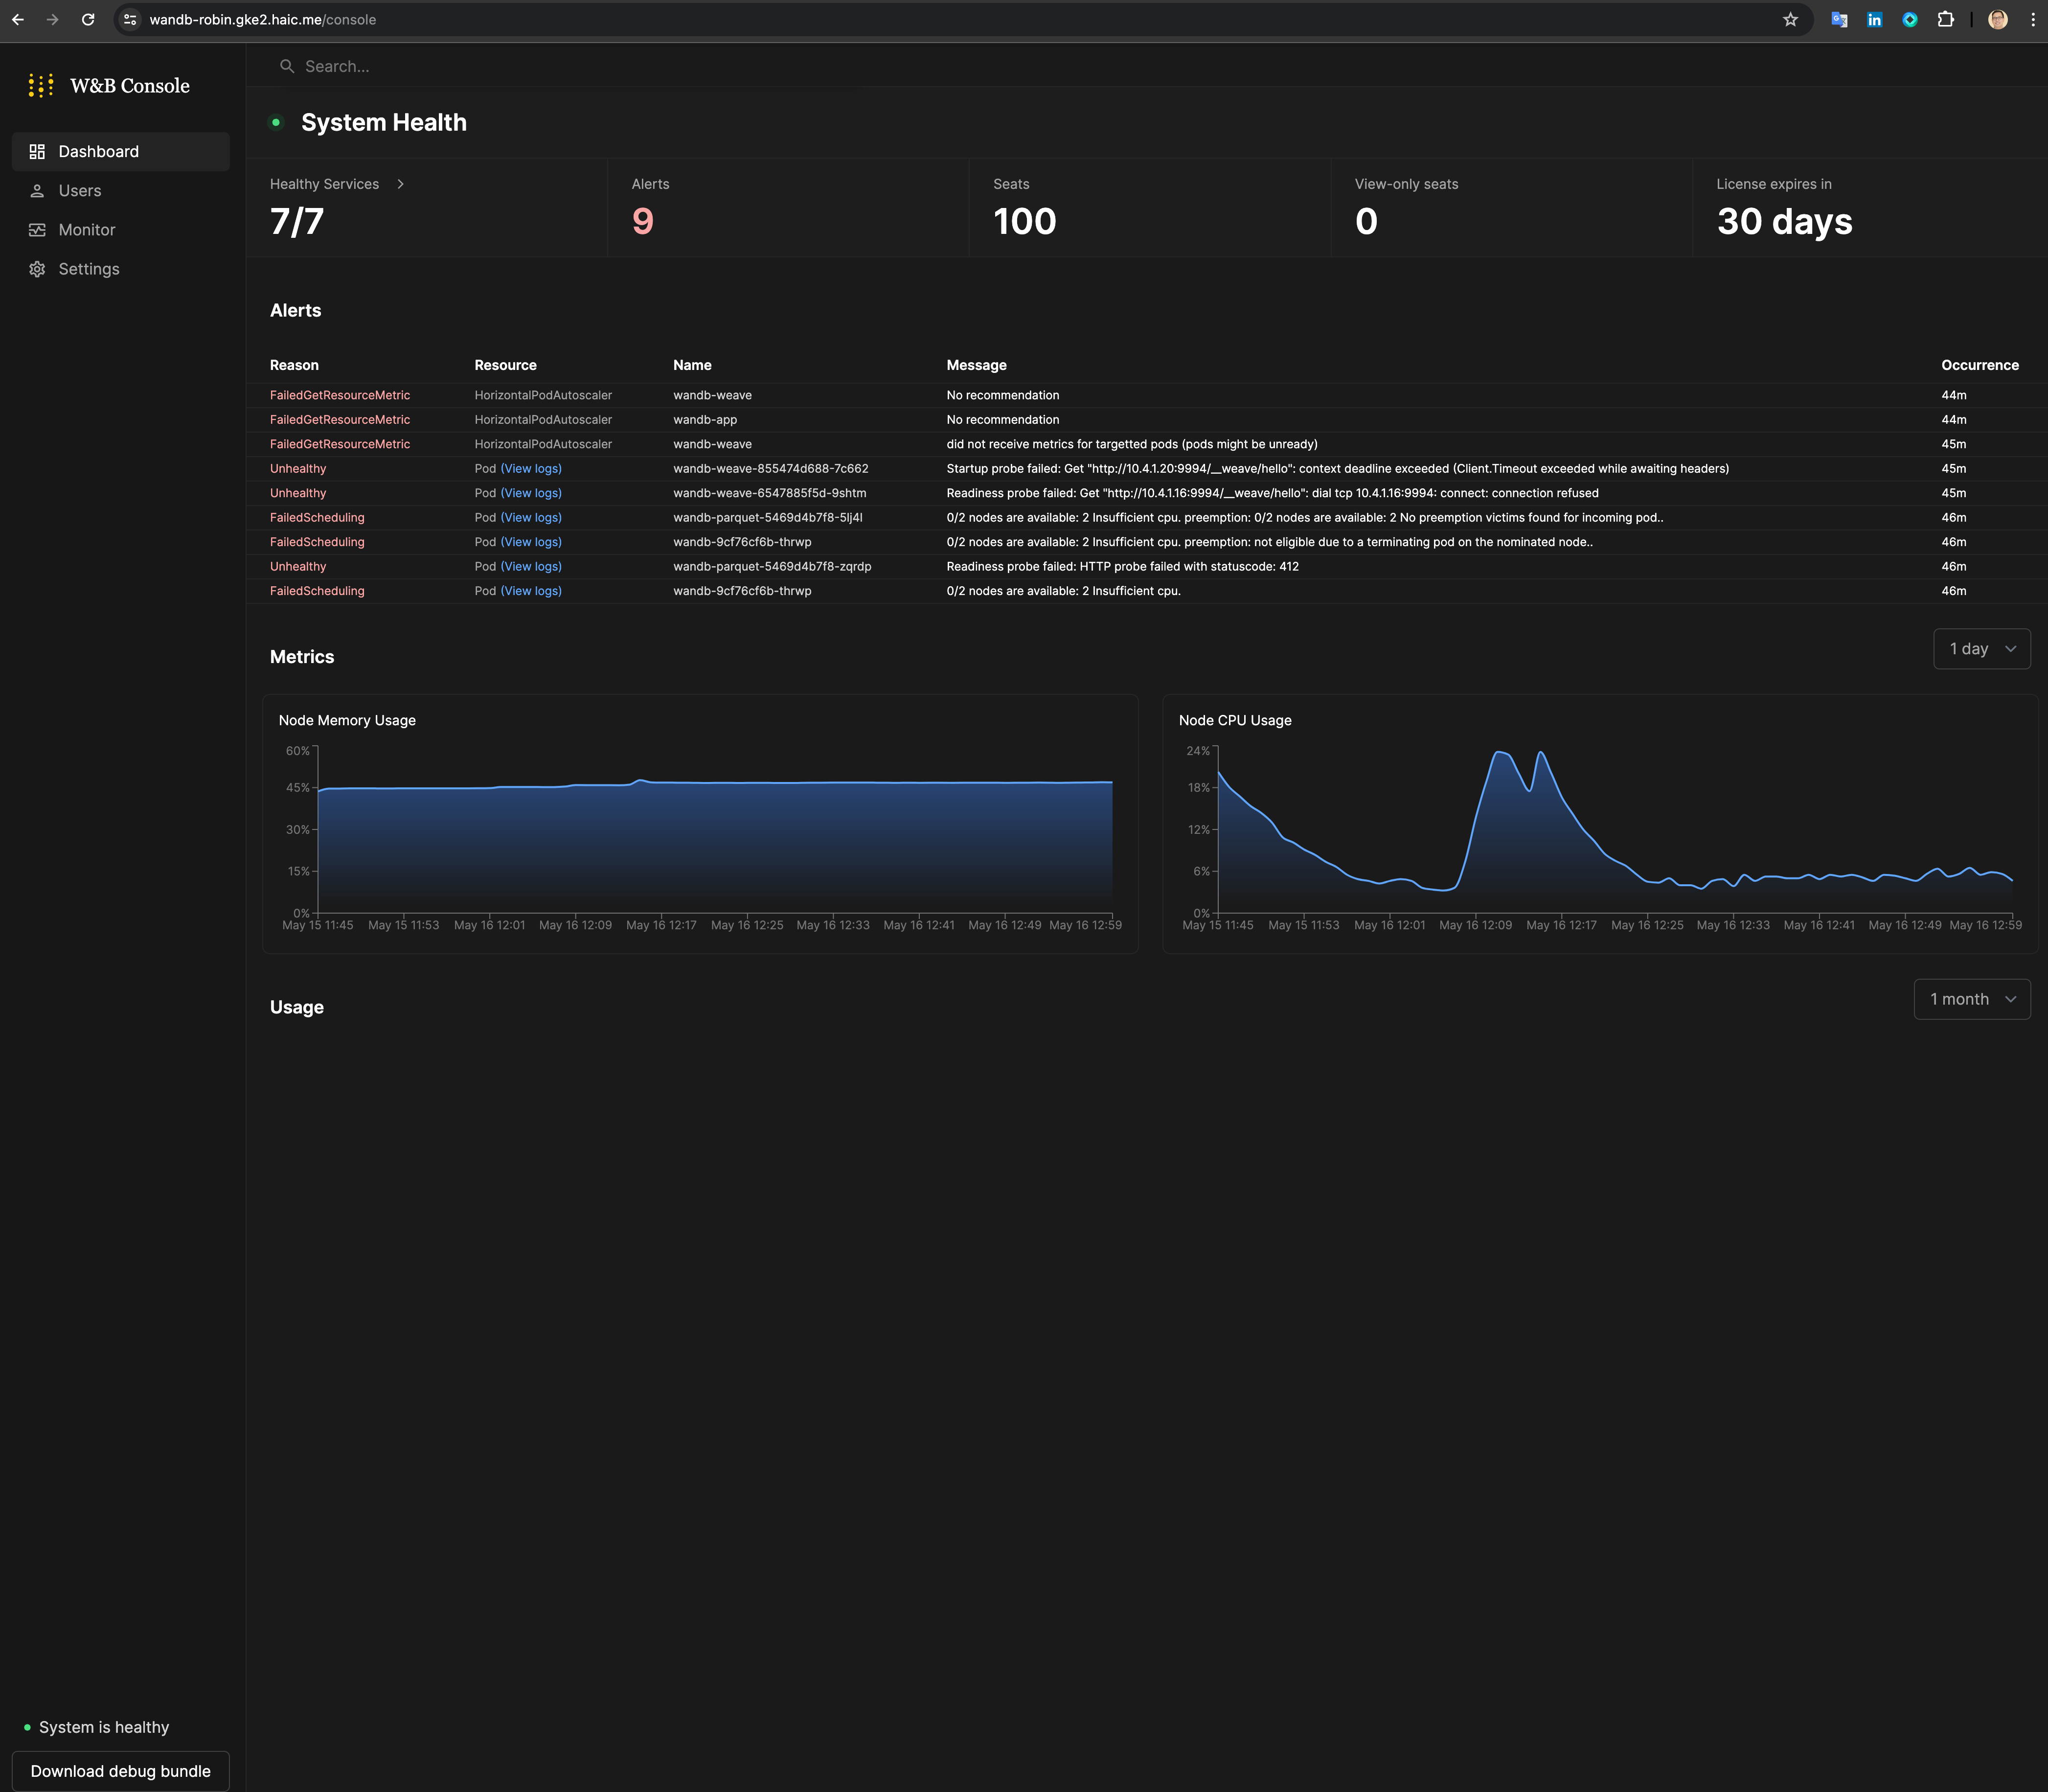 wandb-robin.gke2.haic.me/console
W&B Console
Search...
Dashboard
Users
Monitor
Settings
System Health
Healthy Services
7/7
Alerts
9
Seats
100
View-only seats
0
License expires in
30 days
Alerts
Reason Resource Name Message Occurrence
FailedGetResourceMetric HorizontalPodAutoscaler wandb-weave No recommendation 44m
FailedGetResourceMetric HorizontalPodAutoscaler wandb-app No recommendation 44m
FailedGetResourceMetric HorizontalPodAutoscaler wandb-weave did not receive metrics for targetted pods (pods might be unready) 45m
Unhealthy Pod (View logs) wandb-weave-855474d688-7c662 Startup probe failed: Get "http://10.4.1.20:9994/__weave/hello": context deadline exceeded (Client.Timeout exceeded while awaiting headers) 45m
Unhealthy Pod (View logs) wandb-weave-6547885f5d-9shtm Readiness probe failed: Get "http://10.4.1.16:9994/__weave/hello": dial tcp 10.4.1.16:9994: connect: connection refused 45m
FailedScheduling Pod (View logs) wandb-parquet-5469d4b7f8-5lj4l 0/2 nodes are available: 2 Insufficient cpu. preemption: 0/2 nodes are available: 2 No preemption victims found for incoming pod.. 46m
FailedScheduling Pod (View logs) wandb-9cf76cf6b-thrwp 0/2 nodes are available: 2 Insufficient cpu. preemption: not eligible due to a terminating pod on the nominated node.. 46m
Unhealthy Pod (View logs) wandb-parquet-5469d4b7f8-zqrdp Readiness probe failed: HTTP probe failed with statuscode: 412 46m
FailedScheduling Pod (View logs) wandb-9cf76cf6b-thrwp 0/2 nodes are available: 2 Insufficient cpu. 46m
Metrics
1 day
Node Memory Usage
60%
45%
30%
15%
0%
May 15 11:45 May 15 11:53 May 16 12:01 May 16 12:09 May 16 12:17 May 16 12:25 May 16 12:33 May 16 12:41 May 16 12:49 May 16 12:59
Node CPU Usage
24%
18%
12%
6%
0%
May 15 11:45 May 15 11:53 May 16 12:01 May 16 12:09 May 16 12:17 May 16 12:25 May 16 12:33 May 16 12:41 May 16 12:49 May 16 12:59
Usage
1 month
System is healthy
Download debug bundle